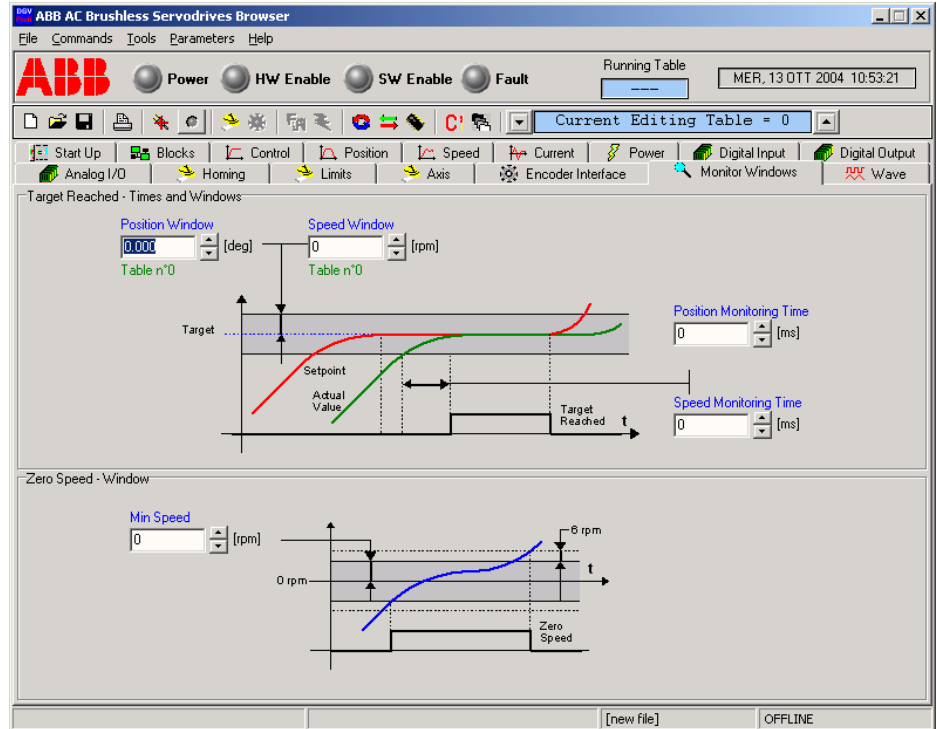 ABB AC Brushless Servodrives Browser
File Commands Tools Parameters Help
ABB
Power HW Enable SW Enable Fault
Running Table
---
MER, 13 OTT 2004 10:53:21
Current Editing Table = 0
Start Up Blocks Control Position Speed Current Power Digital Input Digital Output
Analog I/O Homing Limits Axis Encoder Interface Monitor Windows Wave
Target Reached - Times and Windows
Position Window Speed Window
0.000 [deg] 0 [rpm]
Table n°0 Table n°0
Target
Position Monitoring Time
0 [ms]
Setpoint
Actual
Value
Target
Reached t
Speed Monitoring Time
0 [ms]
Zero Speed - Window
Min Speed
0 [rpm]
6 rpm
t
0 rpm
Zero
Speed
[new file] OFFLINE